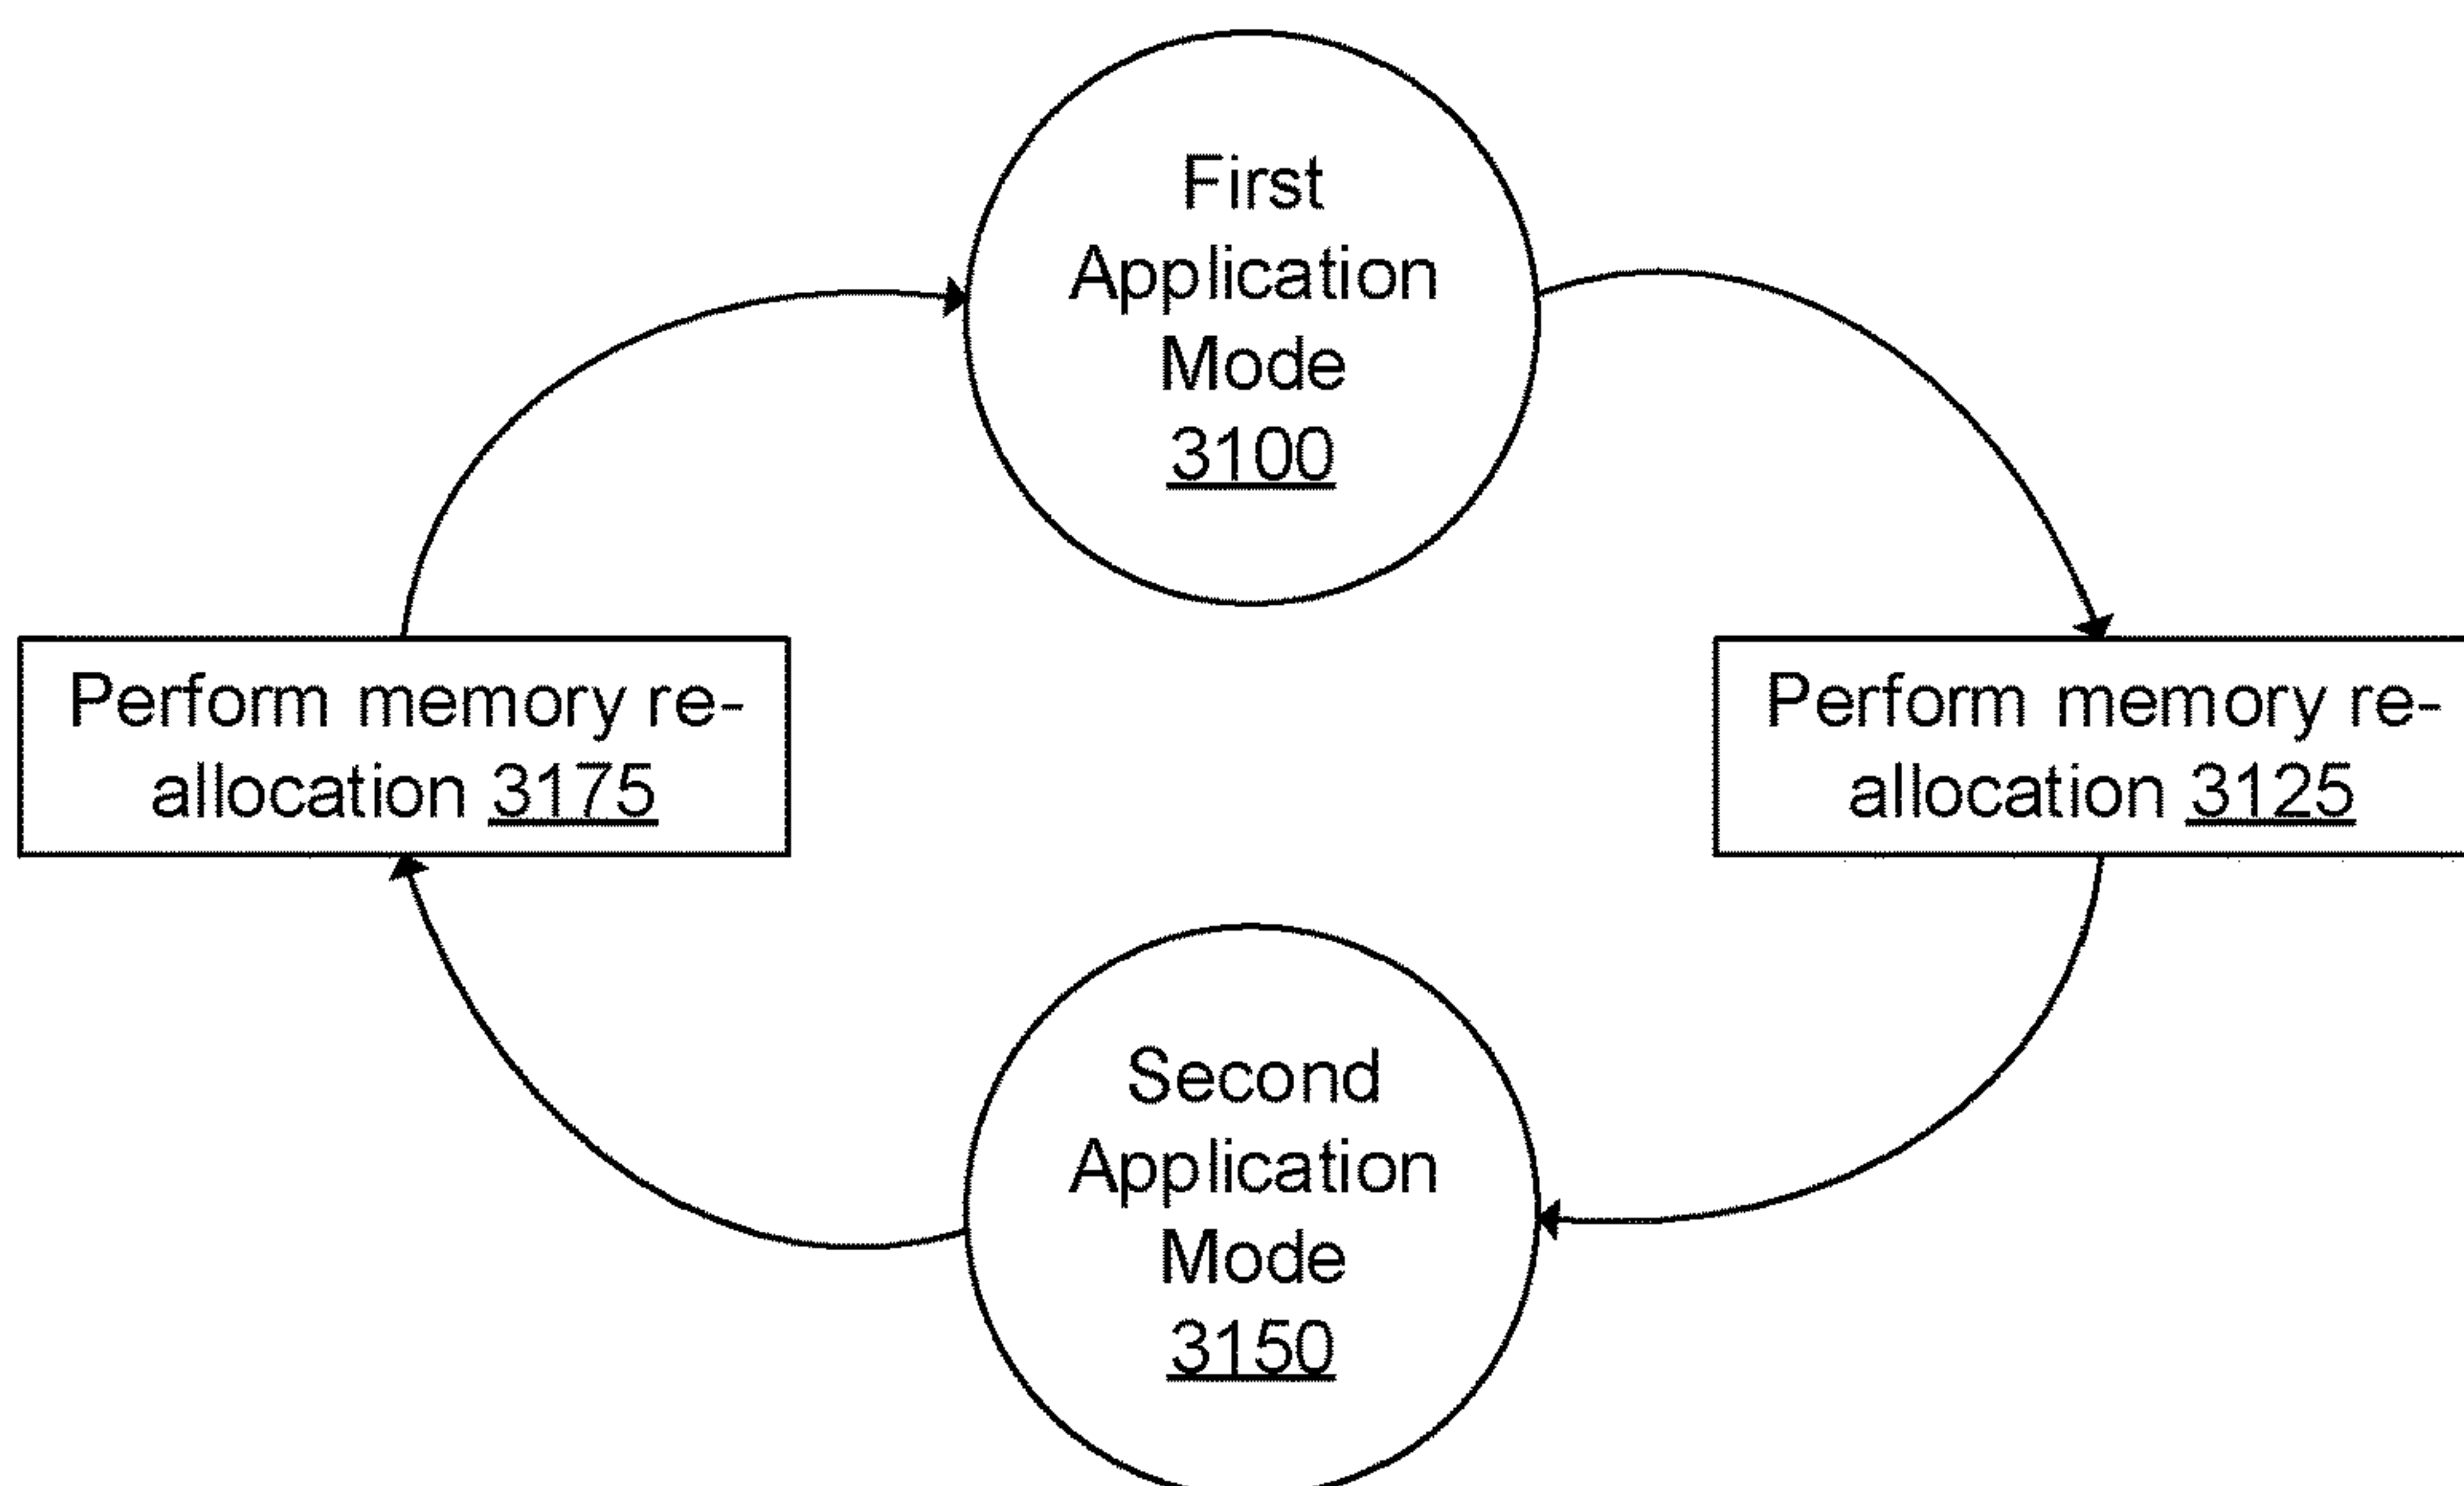 First
Application
Mode
3100
Perform memory re-
allocation 3175
Perform memory re-
allocation 3125
Second
Application
Mode
3150